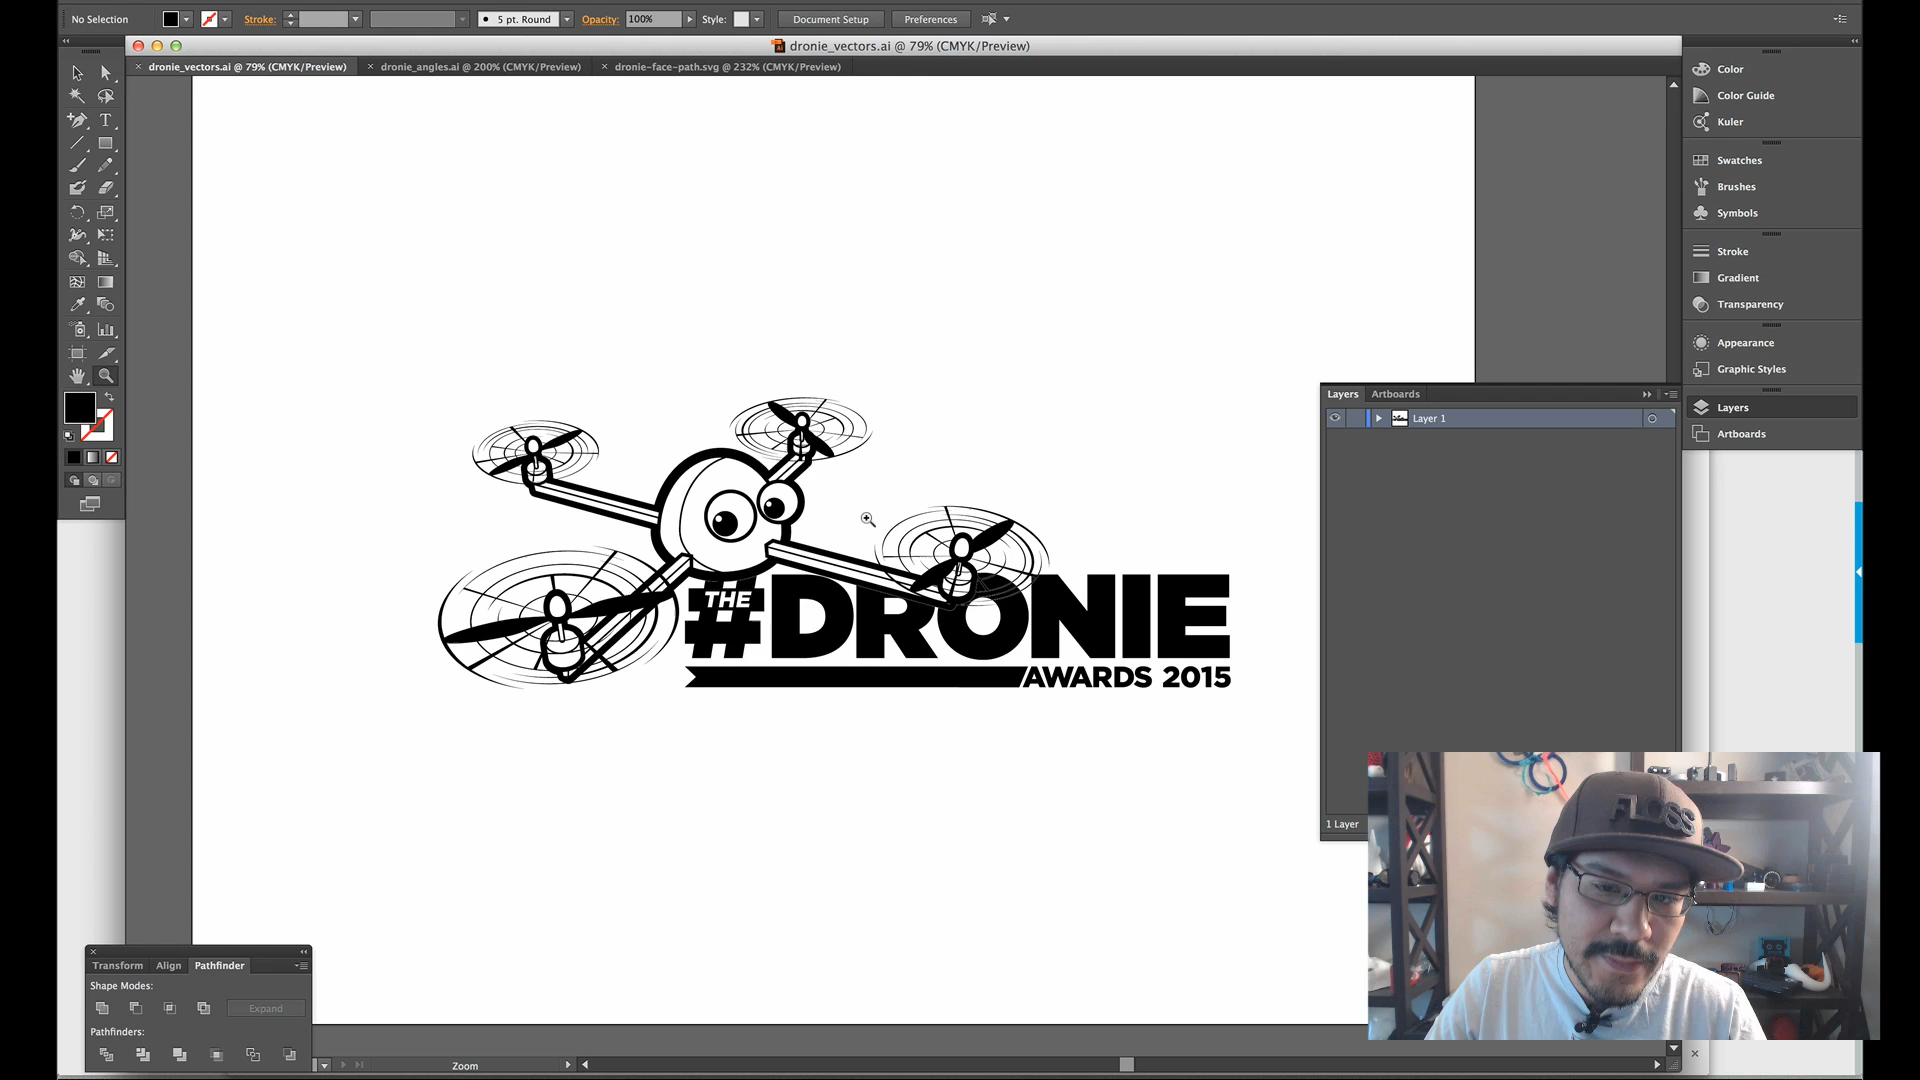 No Selection
Stroke:
5 pt. Round
Opacity:
100%
Style:
Document Setup
Preferences
dronie_vectors.ai @ 79% (CMYK/Preview)
dronie_vectors.ai @ 79% (CMYK/Preview)
dronie_angles.ai @ 200% (CMYK/Preview)
dronie-face-path.svg @ 232% (CMYK/Preview)
Color
Color Guide
Kuler
Swatches
Brushes
Symbols
Stroke
Gradient
Transparency
Appearance
Graphic Styles
Layers
Artboards
Layers
Artboards
Layer 1
1 Layer
THE
#DRONIE
AWARDS 2015
FLOSS
Transform
Align
Pathfinder
Shape Modes:
Expand
Pathfinders:
Zoom